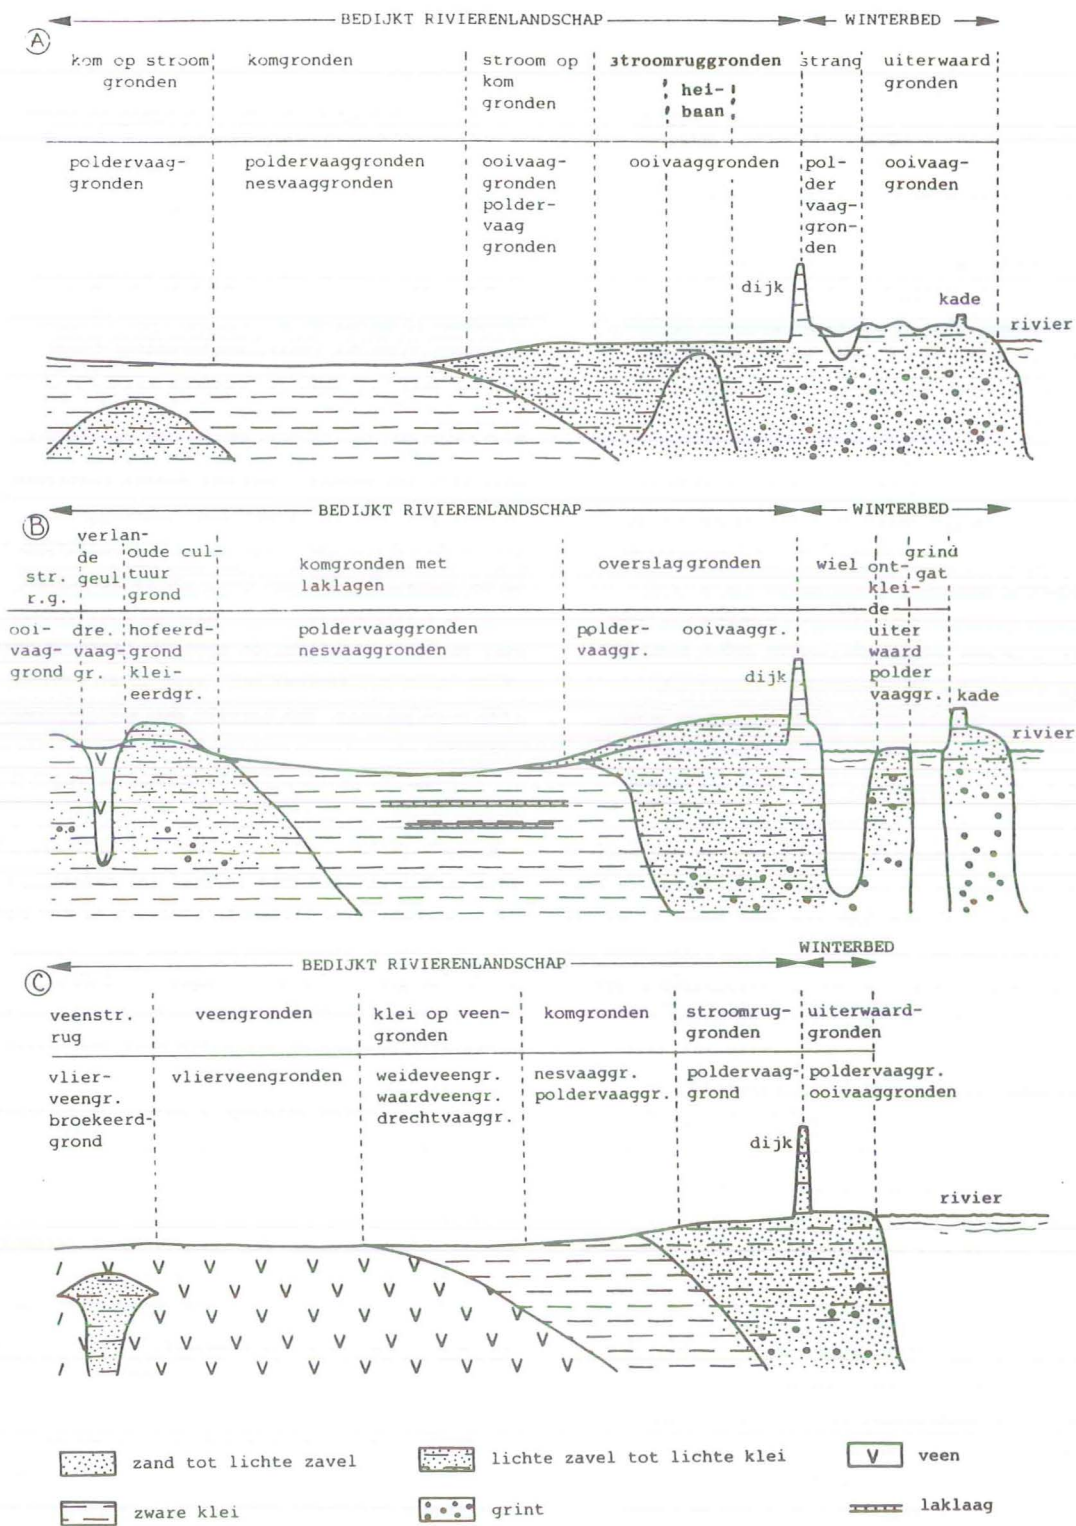 BEDIJKT RIVIERENLANDSCHAP WINTERBED
A
kom op stroom
gronden
komgronden
stroom op
kom
gronden
stroomruggronden
hei-
baan
strang
uiterwaard
gronden
poldervaag-
gronden
poldervaaggronden
nesvaaggronden
ooivaag-
gronden
polder-
vaag
gronden
ooivaaggronden
pol-
der
vaag-
gron-
den
ooivaag-
gronden
dijk
kade
rivier
BEDIJKT RIVIERENLANDSCHAP WINTERBED
B
str.
r.g.
verlan-
de
geul
oude cul-
tuur
grond
komgronden met
laklagen
overslaggronden
wiel
ont-
klei-
de
uiter
waard
polder
vaaggr.
grind
gat
ooi-
vaag-
grond
dre.
vaag-
gr.
hofeerd-
grond
klei-
eerdgr.
poldervaaggronden
nesvaaggronden
polder-
vaaggr.
ooivaaggr.
dijk
kade
rivier
V
V
V
WINTERBED
BEDIJKT RIVIERENLANDSCHAP
C
veenstr.
rug
veengronden
klei op veen-
gronden
komgronden
stroomrug-
gronden
uiterwaard-
gronden
vlier-
veengr.
broekeerd-
grond
vlierveengronden
weideveengr.
waardveengr.
drechtvaaggr.
nesvaaggr.
poldervaaggr.
poldervaag-
grond
poldervaaggr.
ooivaaggronden
dijk
rivier
zand tot lichte zavel
lichte zavel tot lichte klei
V veen
zware klei
grint
laklaag